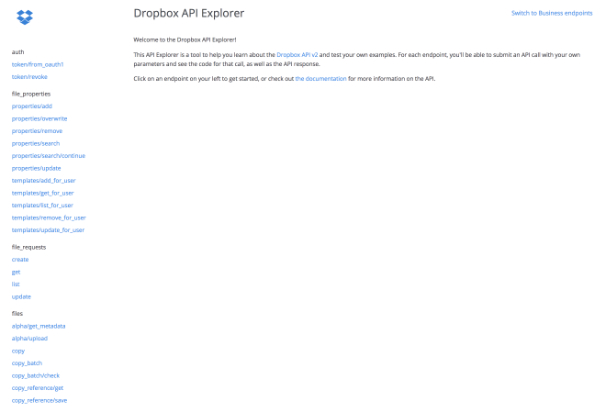 Dropbox API Explorer
Switch to Business endpoints
Welcome to the Dropbox API Explorer!
This API Explorer is a tool to help you learn about the Dropbox API v2 and test your own examples. For each endpoint, you'll be able to submit an API call with your own
parameters and see the code for that call, as well as the API response.
Click on an endpoint on your left to get started, or check out the documentation for more information on the API.
auth
token/from_oauth1
token/revoke
file_properties
properties/add
properties/overwrite
properties/remove
properties/search
properties/search/continue
properties/update
templates/add_for_user
templates/get_for_user
templates/list_for_user
templates/remove_for_user
templates/update_for_user
file_requests
create
get
list
update
files
alpha/get_metadata
alpha/upload
copy
copy_batch
copy_batch/check
copy_reference/get
copy_reference/save